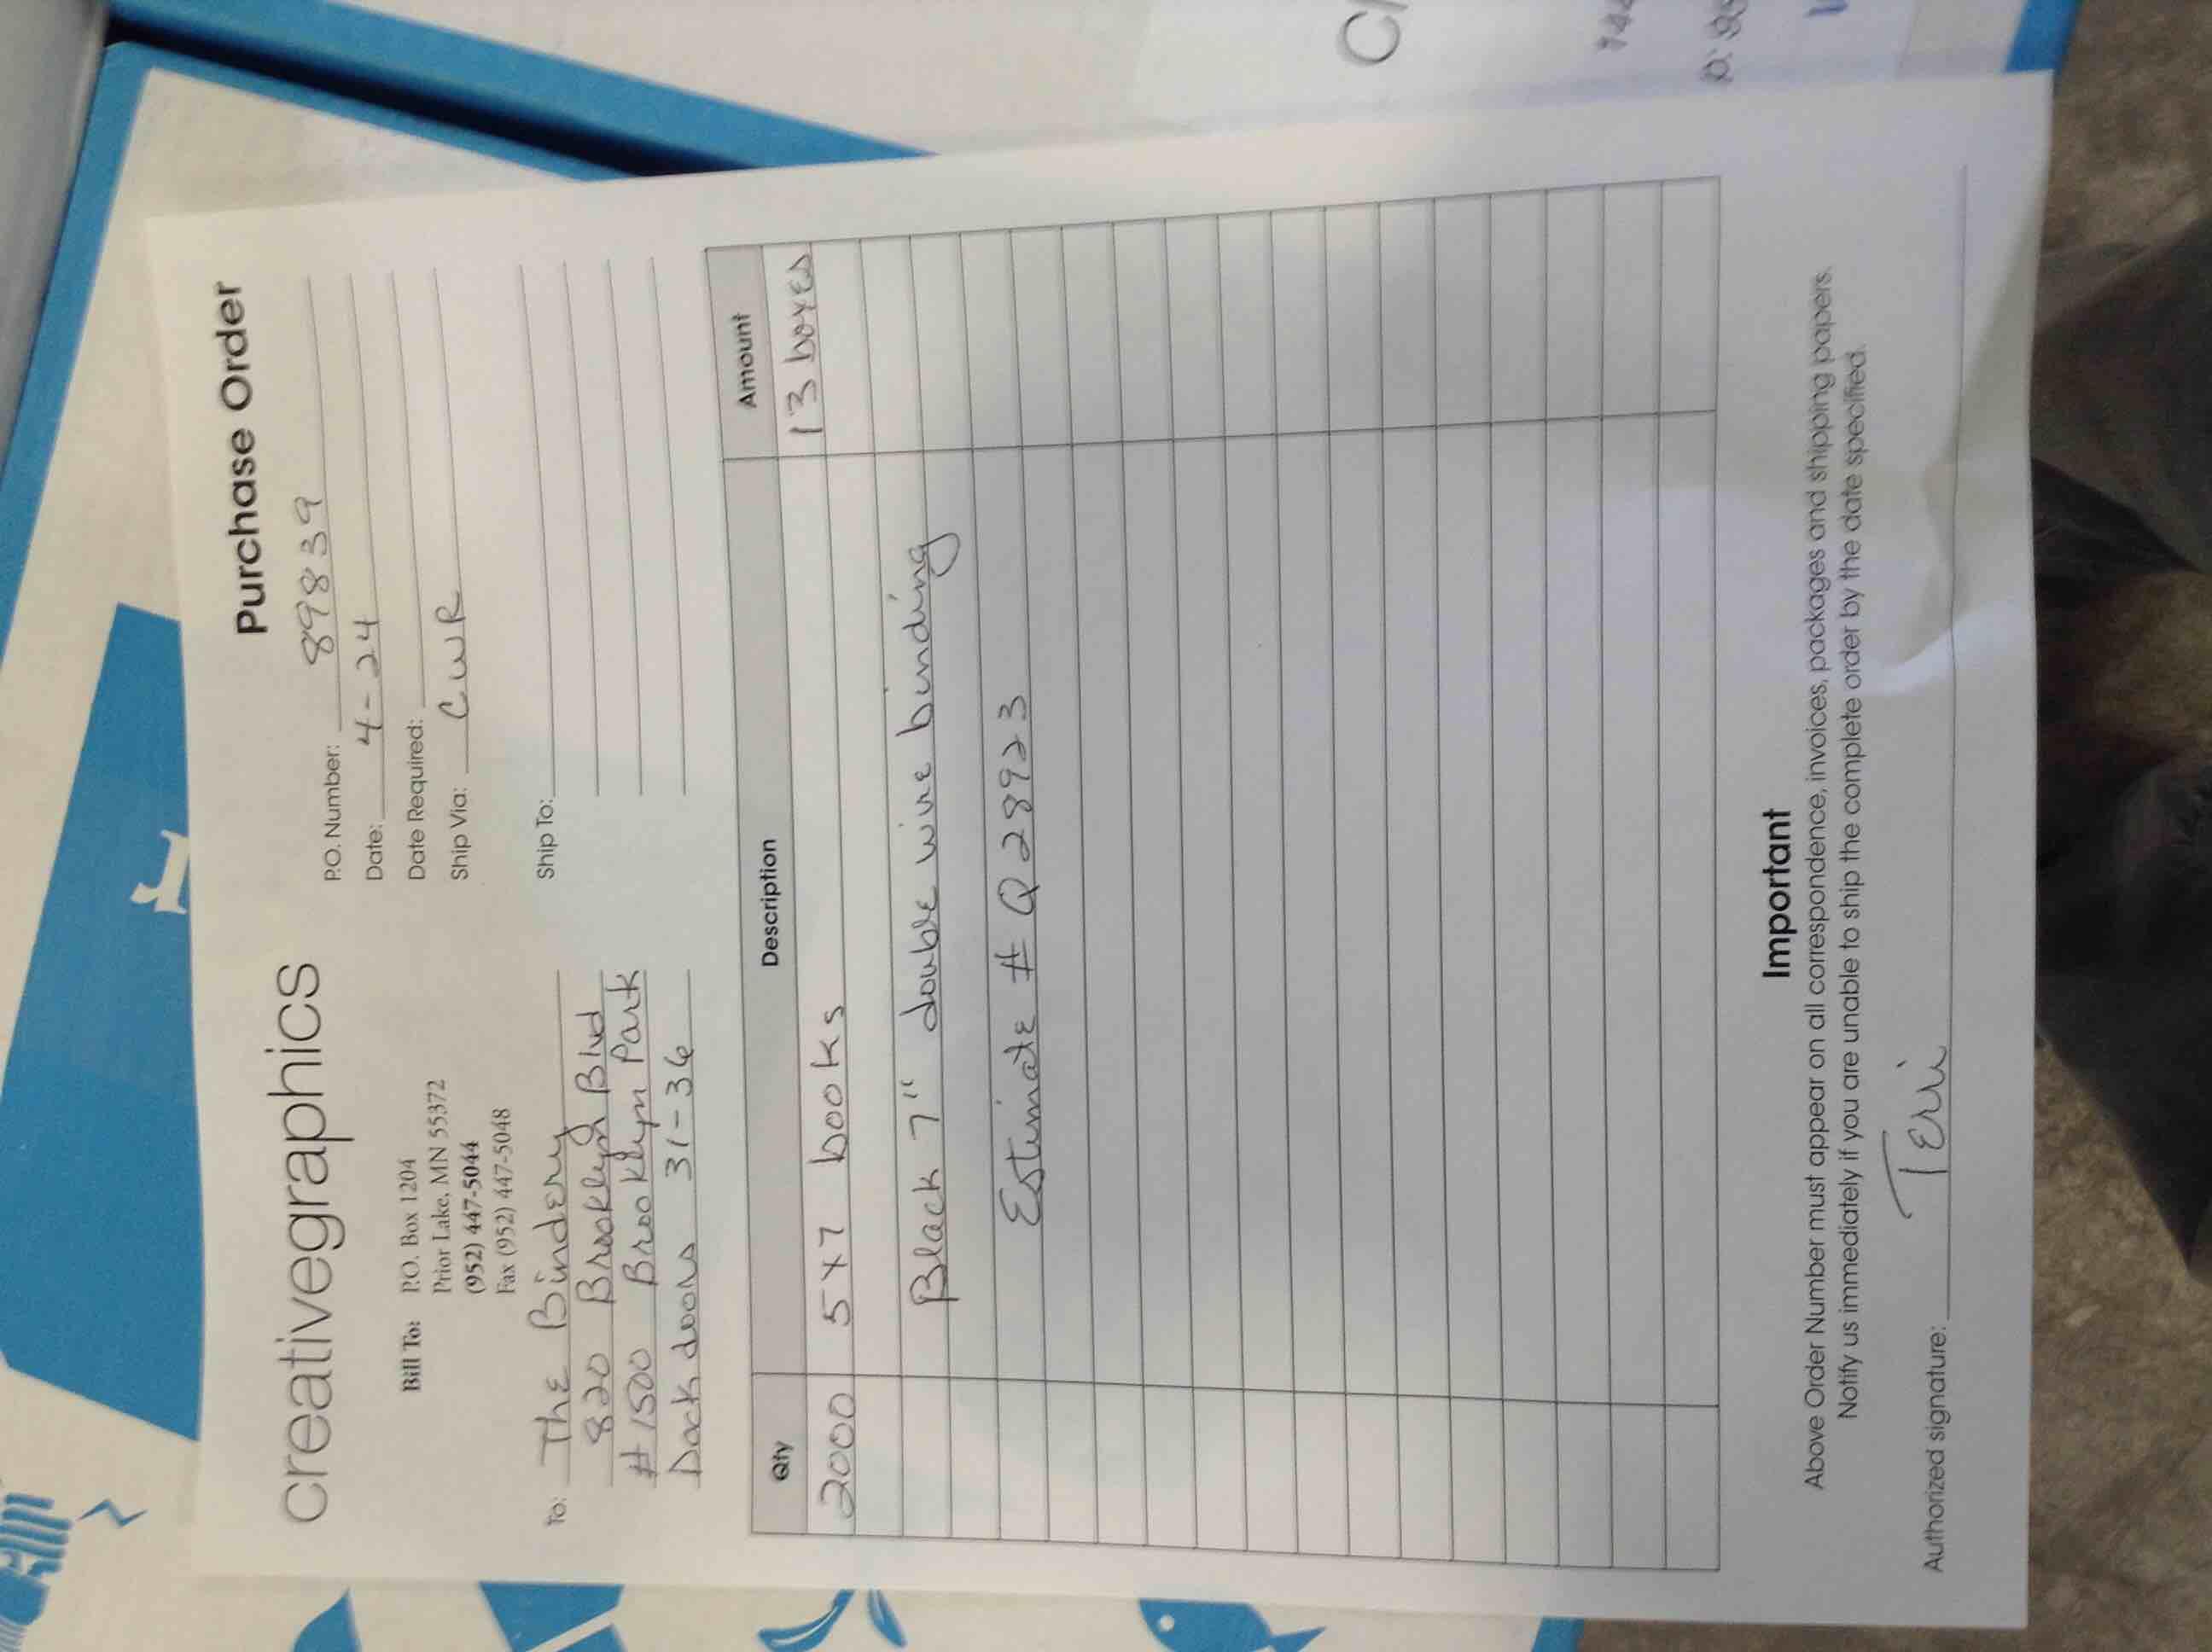 creativegraphics
Purchase Order
Bill To: P.O. Box 1204
Prior Lake, MN 55372
(952) 447-5044
Fax (952) 447-5048
P.O. Number: 89839
Date: 4-24
Date Required:
Ship Via: CWR
To: The Bindery
820 Brooklyn Blvd
#1500 Brooklyn Park
Dock doors 31-36
Ship To:
Qty Description Amount
2000 5x7 books 13 boxes
Black 7" double wire binding
Estimate # Q28923
Important
Above Order Number must appear on all correspondence, invoices, packages and shipping papers.
Notify us immediately if you are unable to ship the complete order by the date specified.
Authorized signature: Teri